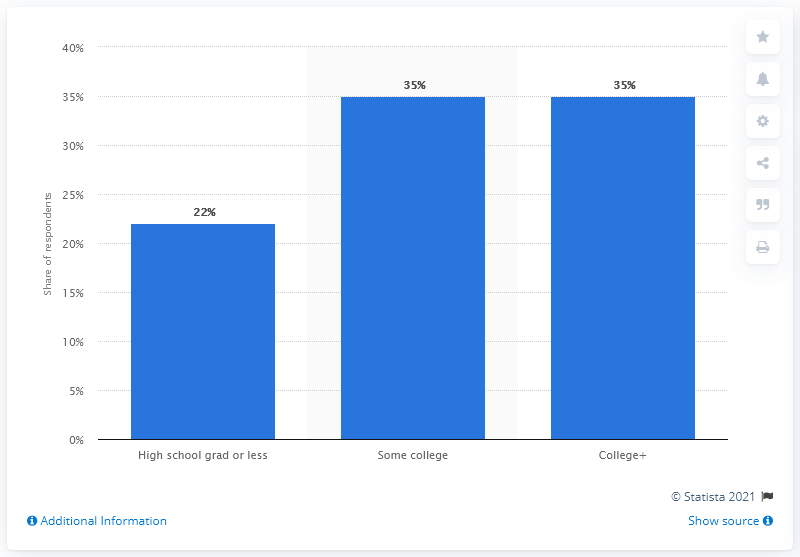 40%
35%
30%
25%
20%
15%
10%
5%
0%
Share of respondents
22%
35%
35%
High school grad or less
Some college
College+
© Statista 2021
Additional Information
Show source